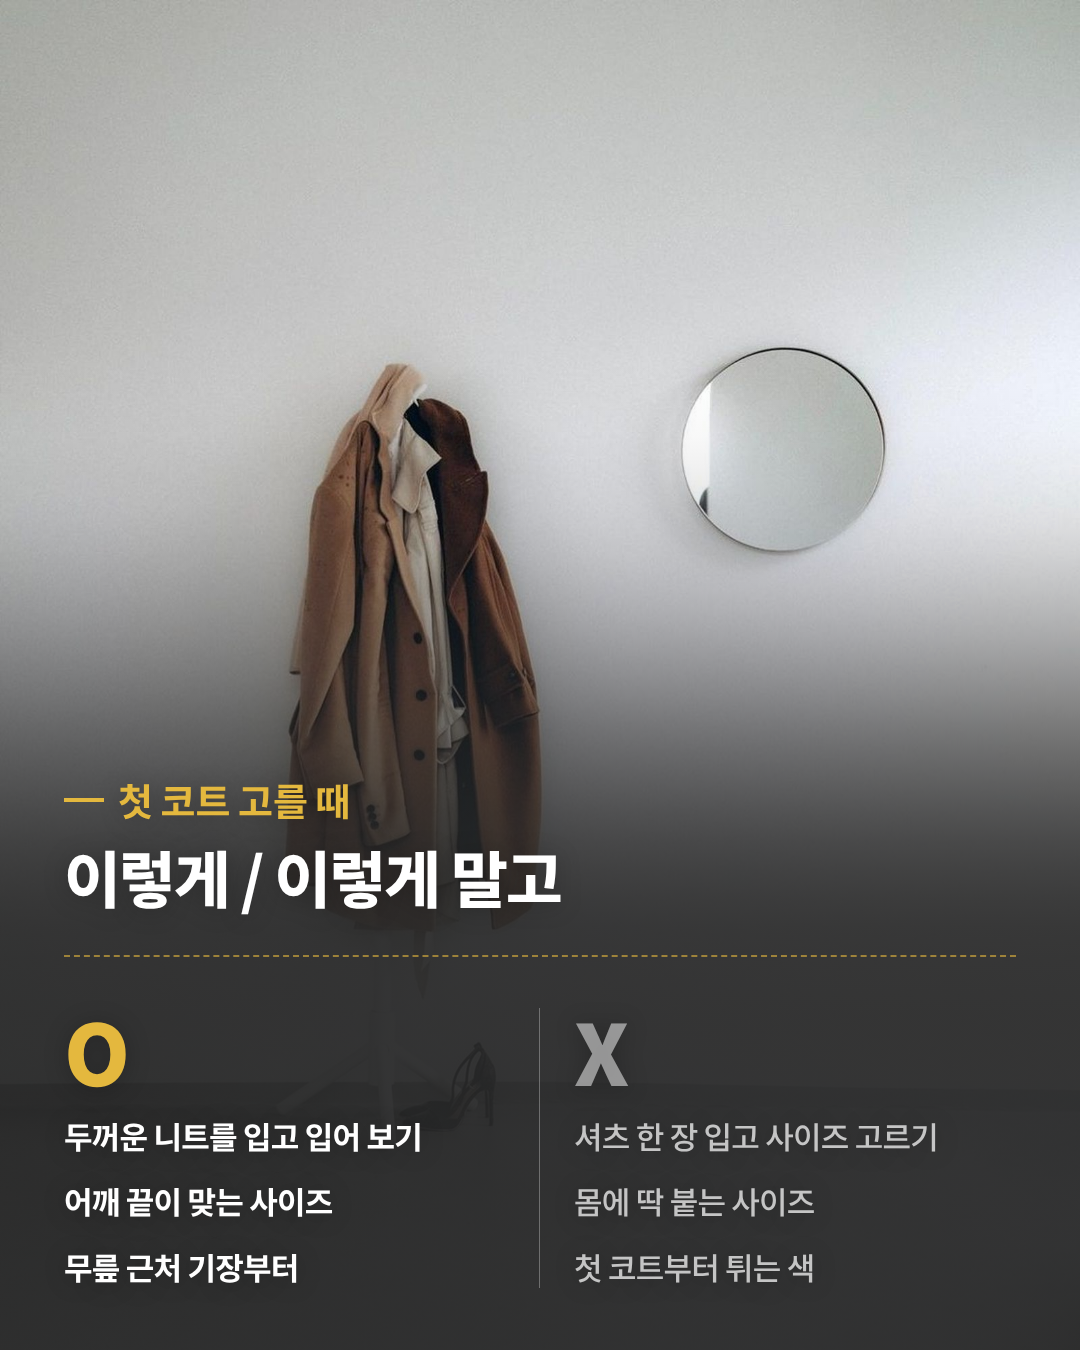 첫 코트 고를 때
이렇게 / 이렇게 말고
O
두꺼운 니트를 입고 입어 보기
어깨 끝이 맞는 사이즈
무릎 근처 기장부터
X
셔츠 한 장 입고 사이즈 고르기
몸에 딱 붙는 사이즈
첫 코트부터 튀는 색